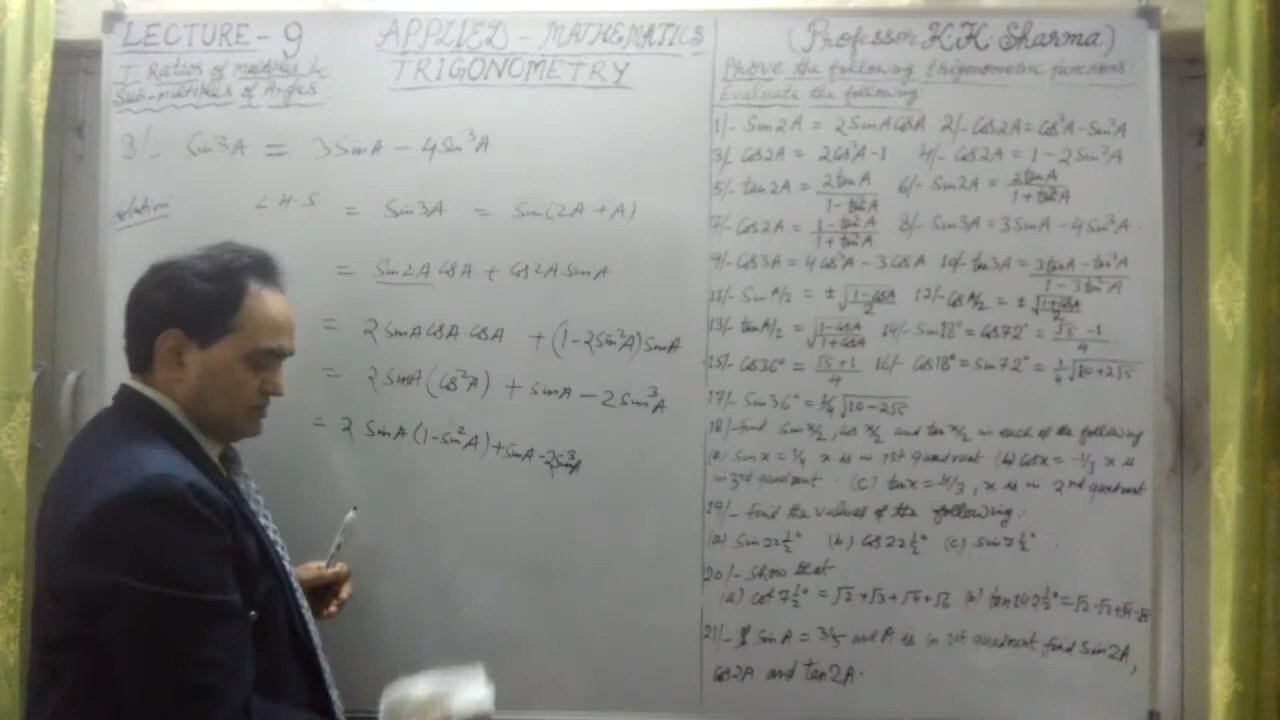 LECTURE - 9
T. Ratios of multiples &
Sub-multiples of Angles
APPLIED - MATHEMATICS
TRIGONOMETRY
8/- Sin3A = 3SinA - 4Sin³A
Solution L.H.S = Sin3A = Sin(2A + A)
= Sin2A CosA + Cos2A SinA
= 2SinA CosA. CosA + (1-2Sin²A) SinA
= 2SinA (Cos²A) + SinA - 2Sin³A
= 2 SinA (1-Sin²A) + SinA - 2Sin³A
(Professor K.K. Sharma)
Prove the following trigonometric functions.
Evaluate the following
1/- Sin2A = 2SinA CosA 2/- Cos2A = Cos²A - Sin²A
3/- Cos2A = 2Cos²A - 1 4/- Cos2A = 1 - 2Sin²A
5/- tan2A = 2tanA / 1 - tan²A 6/- Sin2A = 2tanA / 1 + tan²A
7/- Cos2A = 1 - tan²A / 1 + tan²A 8/- Sin3A = 3SinA - 4Sin³A
9/- Cos3A = 4Cos³A - 3CosA 10/- tan3A = 3tanA - tan³A / 1 - 3tan²A
11/- SinA/2 = ±√(1-CosA / 2) 12/- CosA/2 = ±√(1+CosA / 2)
13/- tanA/2 = √(1-CosA / 1+CosA) 14/- Sin18° = Cos72° = √5 - 1 / 4
15/- Cos36° = √5 + 1 / 4 16/- Cos18° = Sin72° = 1/4 √10+2√5
17/- Sin36° = 1/4 √10-2√5
18/- Find Sin x/2, Cos x/2 and tan x/2 in each of the following
(a) Sin x = 1/4 x is in 1st quadrant (b) Cos x = -1/3 x is
in 3rd quadrant. (C) tan x = , x is in 2nd quadrant
19/- Find the values of the following:
(a) Sin 22½° (b) Cos 22½° (c) Sin 7½°
20/- Show that
(a) Cot 7½° = √2 + √3 + √4 + √6 (b) tan 142½° =
21/- SinA = 3/5 and A is in 1st quadrant find Sin2A,
Cos2A and tan2A.